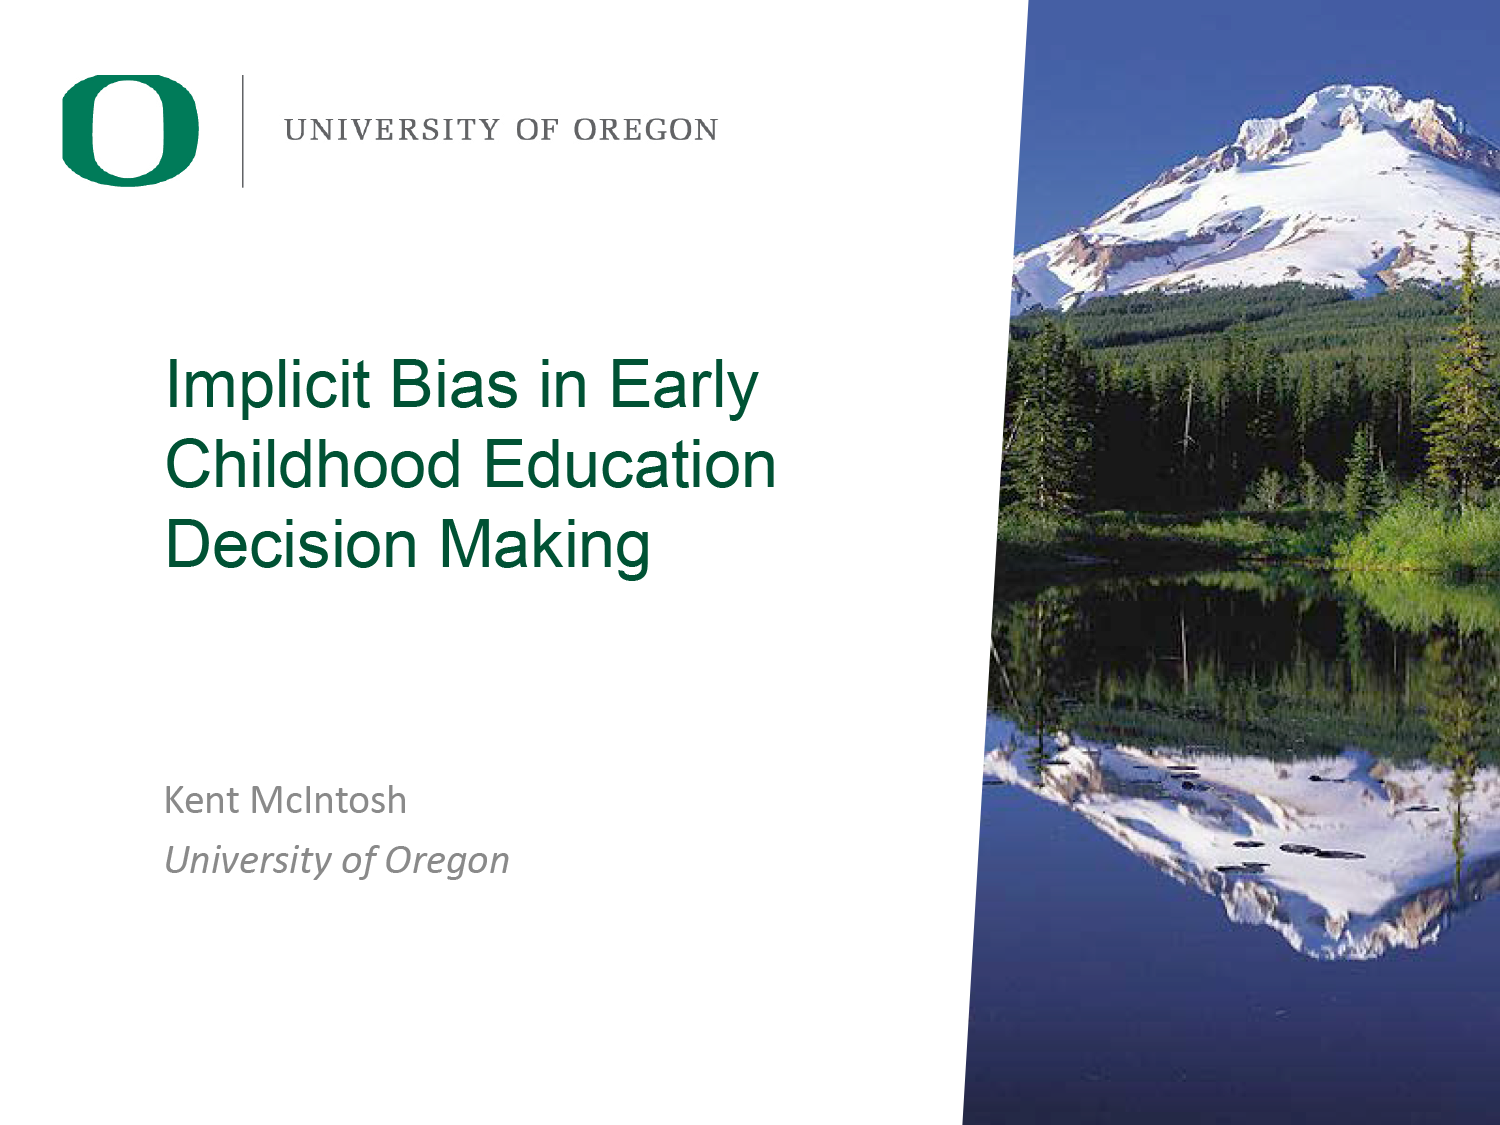 UNIVERSITY OF OREGON
Implicit Bias in Early
Childhood Education
Decision Making
Kent McIntosh
University of Oregon